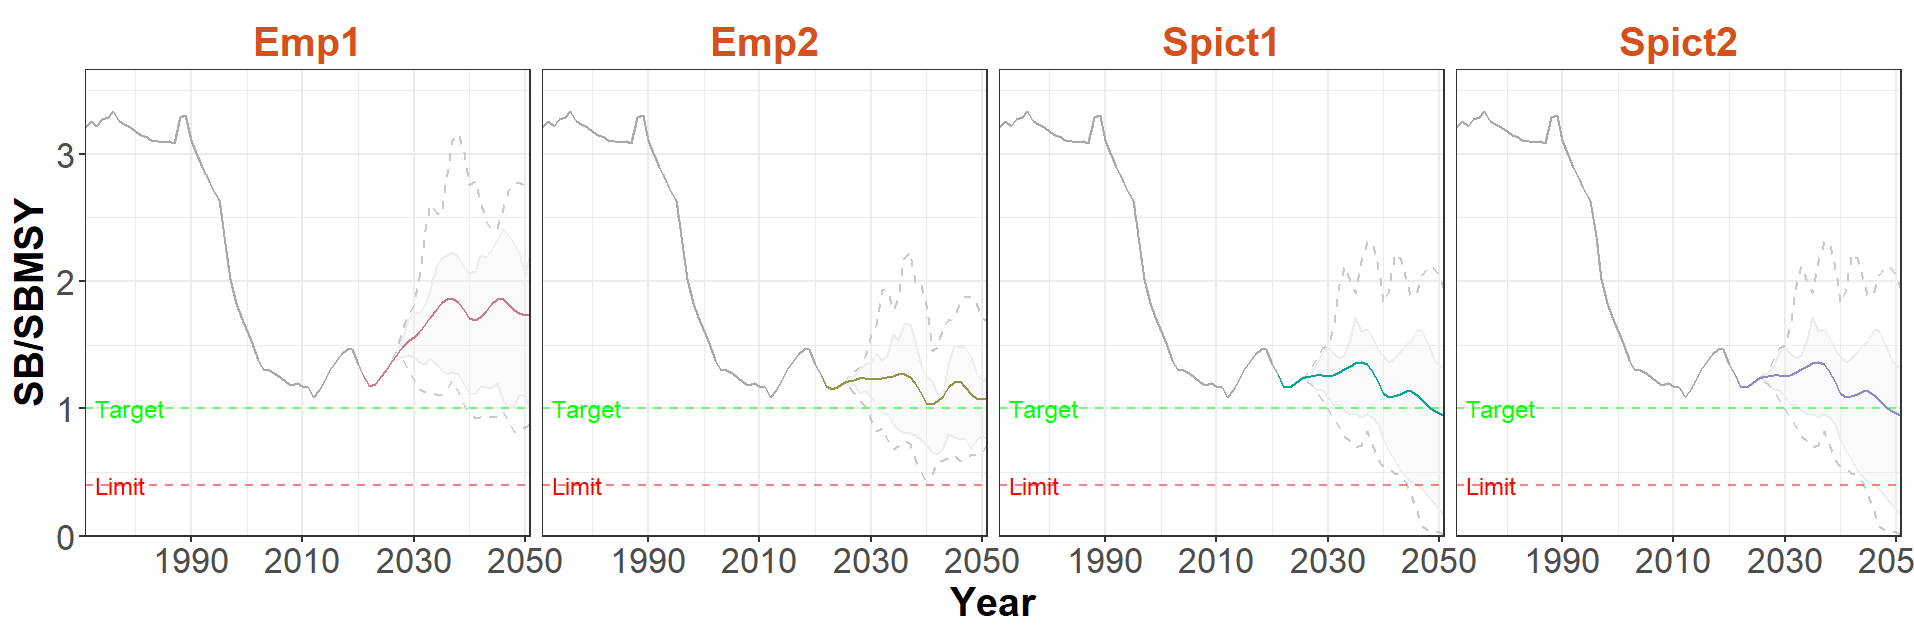 Emp1 Emp2 Spict1 Spict2
SB/SBMSY
3
2
1
0
Target Target Target Target
Limit Limit Limit Limit
1990 2010 2030 2050 1990 2010 2030 2050 1990 2010 2030 2050 1990 2010 2030 205
Year